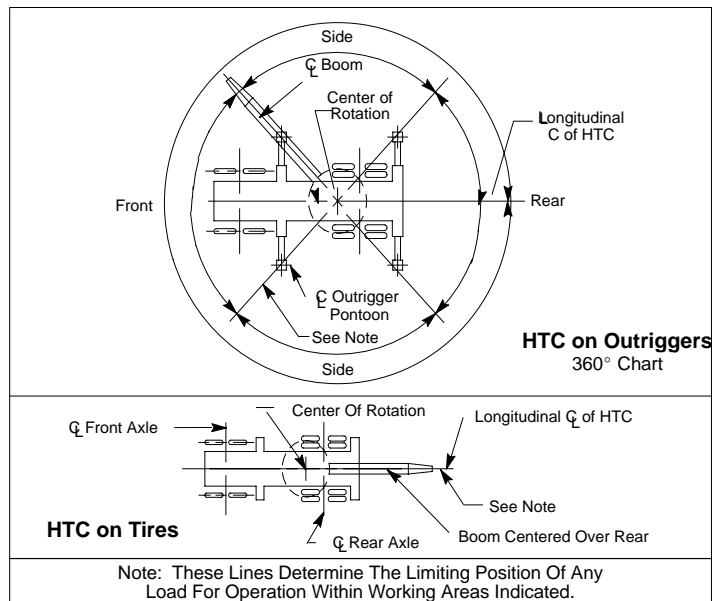 Side
℄ Boom
Center of
Rotation
℄ongitudinal
C of HTC
Front
Rear
℄ Outrigger
Pontoon
See Note
HTC on Outriggers
360° Chart
Side
Center Of Rotation
℄ Front Axle
Longitudinal ℄ of HTC
See Note
HTC on Tires
Boom Centered Over Rear
℄ Rear Axle
Note: These Lines Determine The Limiting Position Of Any
Load For Operation Within Working Areas Indicated.